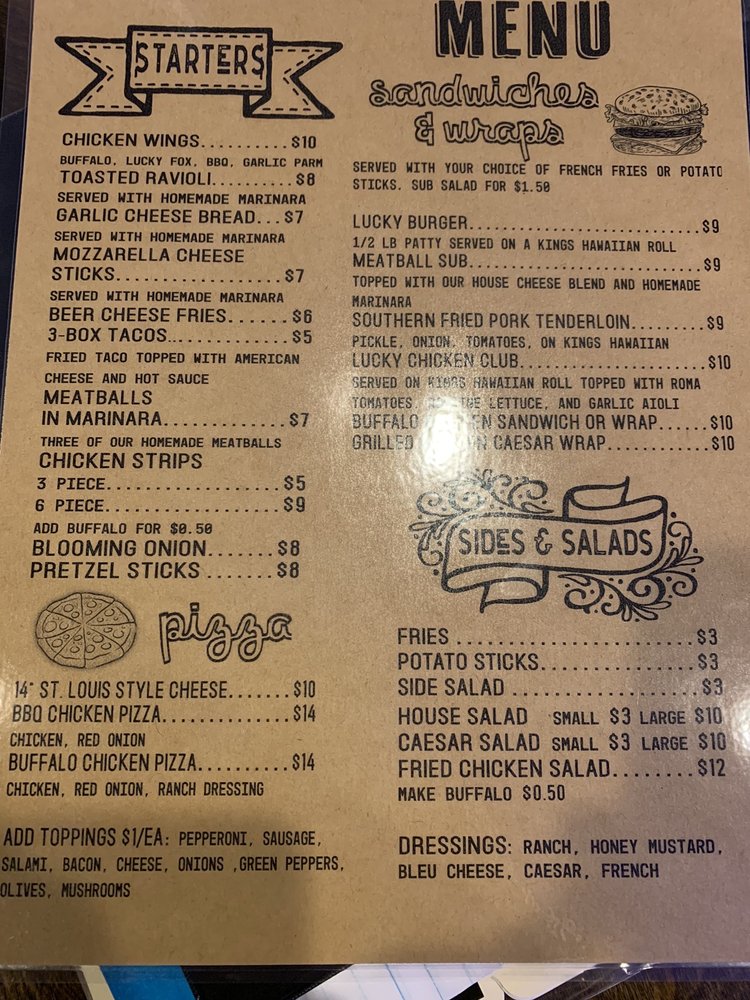 STARTERS
CHICKEN WINGS..........$10
BUFFALO, LUCKY FOX, BBQ, GARLIC PARM
TOASTED RAVIOLI..........$8
SERVED WITH HOMEMADE MARINARA
GARLIC CHEESE BREAD...$7
SERVED WITH HOMEMADE MARINARA
MOZZARELLA CHEESE
STICKS....................$7
SERVED WITH HOMEMADE MARINARA
BEER CHEESE FRIES......$6
3-BOX TACOS..............$5
FRIED TACO TOPPED WITH AMERICAN
CHEESE AND HOT SAUCE
MEATBALLS
IN MARINARA..............$7
THREE OF OUR HOMEMADE MEATBALLS
CHICKEN STRIPS
3 PIECE....................$5
6 PIECE....................$9
ADD BUFFALO FOR $0.50
BLOOMING ONION.......$8
PRETZEL STICKS .......$8
pizza
14" ST. LOUIS STYLE CHEESE.......$10
BBQ CHICKEN PIZZA..............$14
CHICKEN, RED ONION
BUFFALO CHICKEN PIZZA..........$14
CHICKEN, RED ONION, RANCH DRESSING
ADD TOPPINGS $1/EA: PEPPERONI, SAUSAGE,
SALAMI, BACON, CHEESE, ONIONS ,GREEN PEPPERS,
OLIVES, MUSHROOMS
MENU
sandwiches
& wraps
SERVED WITH YOUR CHOICE OF FRENCH FRIES OR POTATO
STICKS. SUB SALAD FOR $1.50
LUCKY BURGER............................$9
1/2 LB PATTY SERVED ON A KINGS HAWAIIAN ROLL
MEATBALL SUB............................$9
TOPPED WITH OUR HOUSE CHEESE BLEND AND HOMEMADE
MARINARA
SOUTHERN FRIED PORK TENDERLOIN.........$9
PICKLE, ONION, TOMATOES, ON KINGS HAWAIIAN
LUCKY CHICKEN CLUB.......................$10
SERVED ON KINGS HAWAIIAN ROLL TOPPED WITH ROMA
TOMATOES, LETTUCE, AND GARLIC AIOLI
BUFFALO CHICKEN SANDWICH OR WRAP......$10
GRILLED CHICKEN CAESAR WRAP.............$10
SIDES & SALADS
FRIES ............................$3
POTATO STICKS..................$3
SIDE SALAD .....................$3
HOUSE SALAD SMALL $3 LARGE $10
CAESAR SALAD SMALL $3 LARGE $10
FRIED CHICKEN SALAD........$12
MAKE BUFFALO $0.50
DRESSINGS: RANCH, HONEY MUSTARD,
BLEU CHEESE, CAESAR, FRENCH